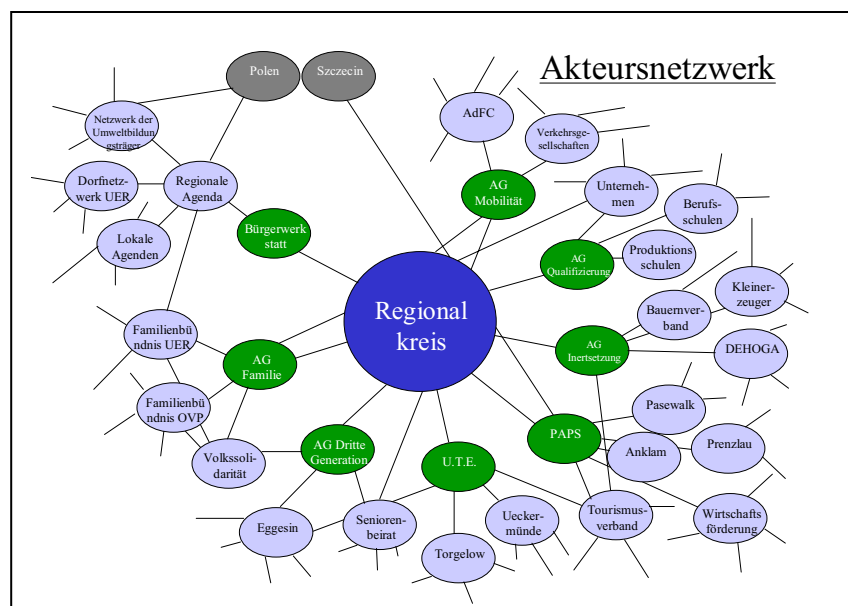 Akteursnetzwerk
Polen
Szczecin
AdFC
Verkehrsge-
sellschaften
Netzwerk der
Umweltbildun
gsträger
Dorfnetz-
werk UER
Regionale
Agenda
Lokale
Agenden
Bürgerwerk
statt
AG
Mobilität
Unterneh-
men
Berufs-
schulen
AG
Qualifizierung
Produktions
schulen
Kleinerz-
zeuger
Bauernver-
band
Regional
kreis
Familienbü
ndnis UER
AG
Familie
AG
Inertsetzung
DEHOGA
Familienbü
ndnis OVP
Pasewalk
PAPS
Anklam
Prenzlau
Volkssoli-
darität
AG Dritte
Generation
U.T.E.
Eggesin
Senioren-
beirat
Torgelow
Uecker-
münde
Tourismus-
verband
Wirtschafts
förderung